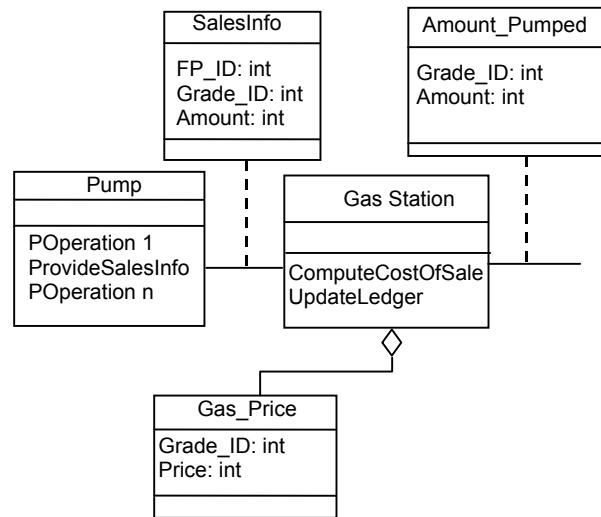 SalesInfo
FP_ID: int
Grade_ID: int
Amount: int
Amount_Pumped
Grade_ID: int
Amount: int
Pump
POperation 1
ProvideSalesInfo
POperation n
Gas Station
ComputeCostOfSale
UpdateLedger
Gas_Price
Grade_ID: int
Price: int